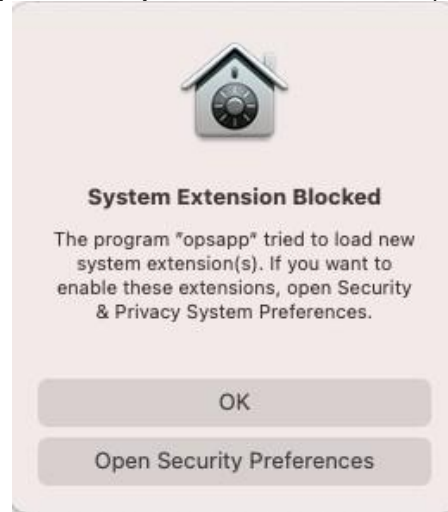 System Extension Blocked
The program "opsapp" tried to load new
system extension(s). If you want to
enable these extensions, open Security
& Privacy System Preferences.
OK
Open Security Preferences